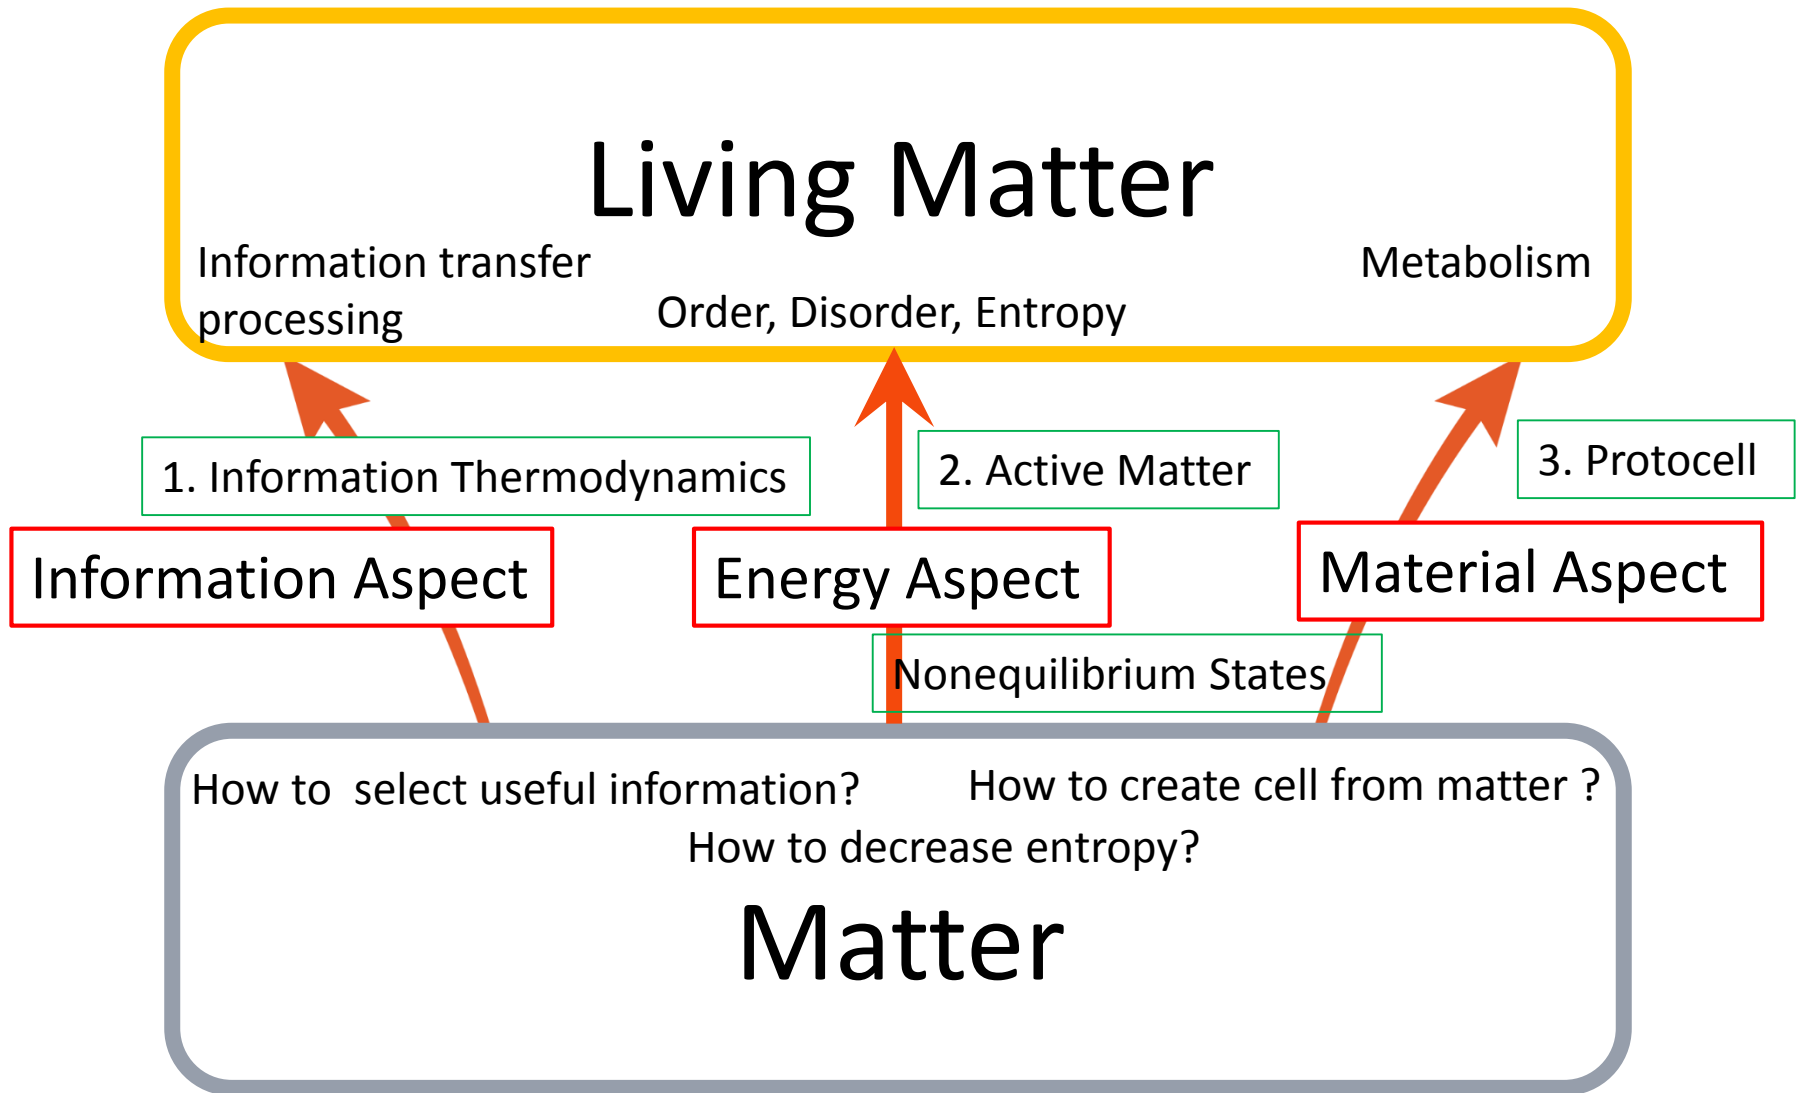 Living Matter
Information transfer
processing
Order, Disorder, Entropy
Metabolism
1. Information Thermodynamics
2. Active Matter
3. Protocell
Information Aspect
Energy Aspect
Material Aspect
Nonequilibrium States
How to  select useful information?
How to create cell from matter ?
How to decrease entropy?
Matter